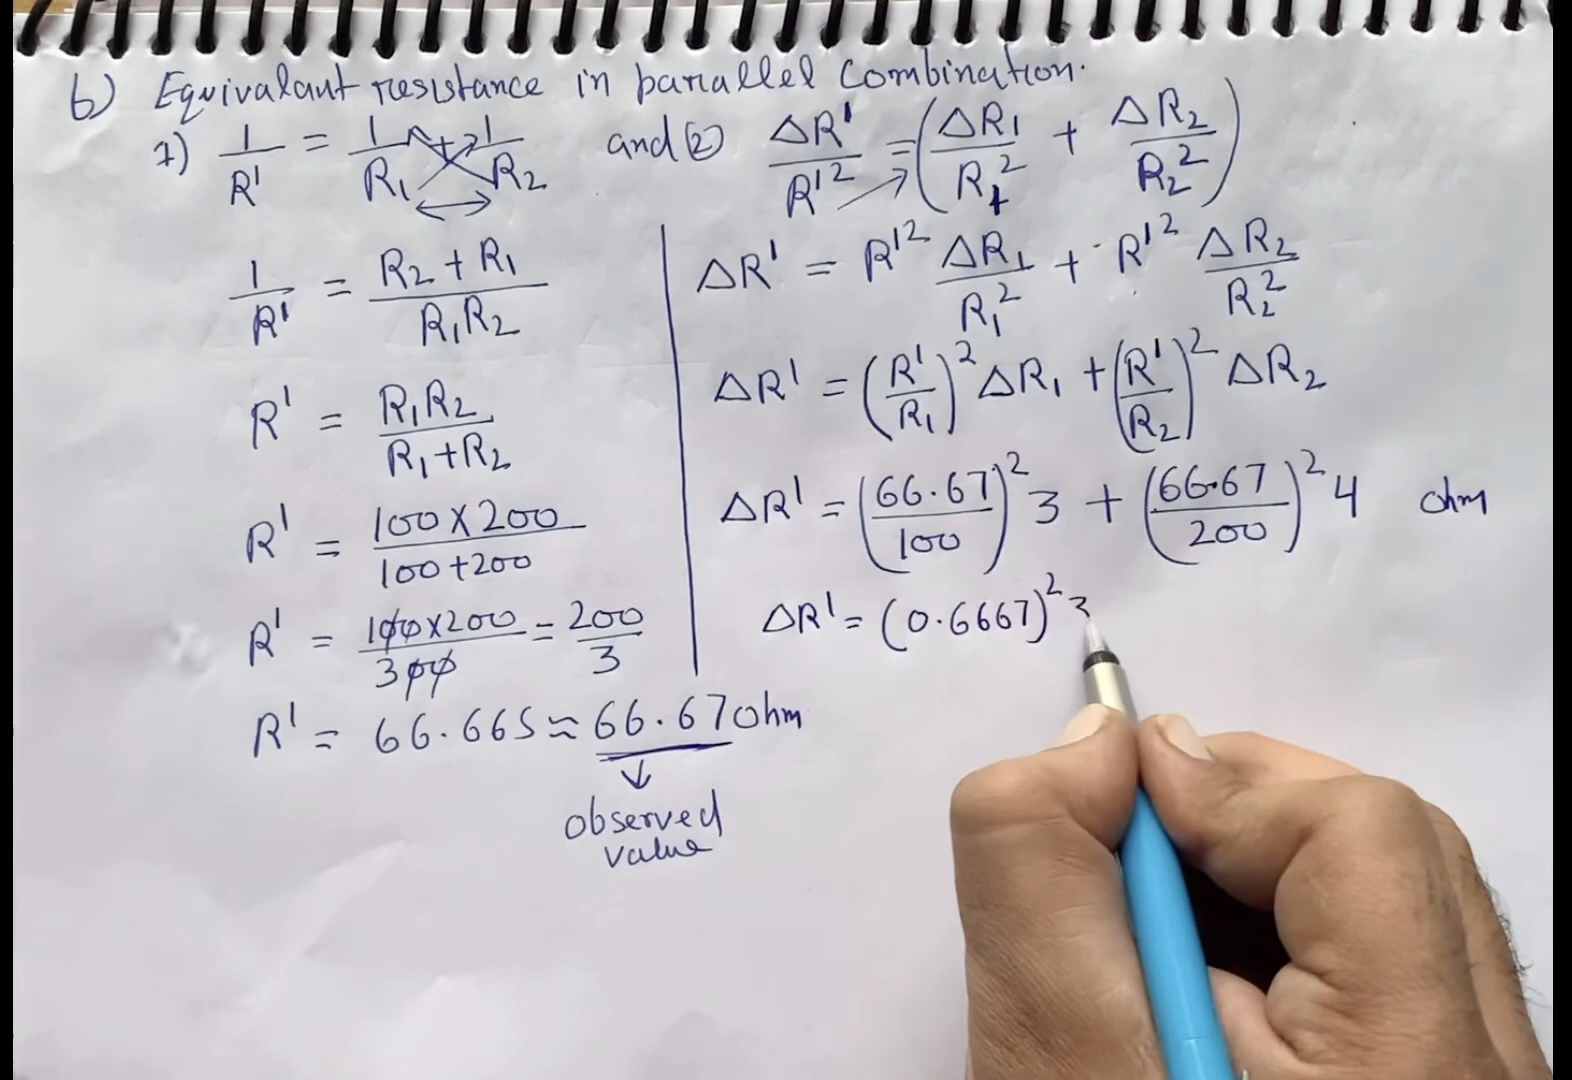 b) Equivalant resistance in parallel Combination.
1) 1/R' = 1/R₁ + 1/R₂ and ② ΔR'/R'² = (ΔR₁/R₁² + ΔR₂/R₂²)
1/R' = R₂ + R₁/R₁R₂
R' = R₁R₂/R₁+R₂
R' = 100 X 200/100+200
R' = 100x200/300 = 200/3
R' = 66.665 ≈ 66.67 ohm
↓
observed
value
ΔR' = R'² ΔR₁/R₁² + R'² ΔR₂/R₂²
ΔR' = (R'/R₁)² ΔR₁ + (R'/R₂)² ΔR₂
ΔR' = (66.67/100)² 3 + (66.67/200)² 4 ohm
ΔR' = (0.6667)² 3